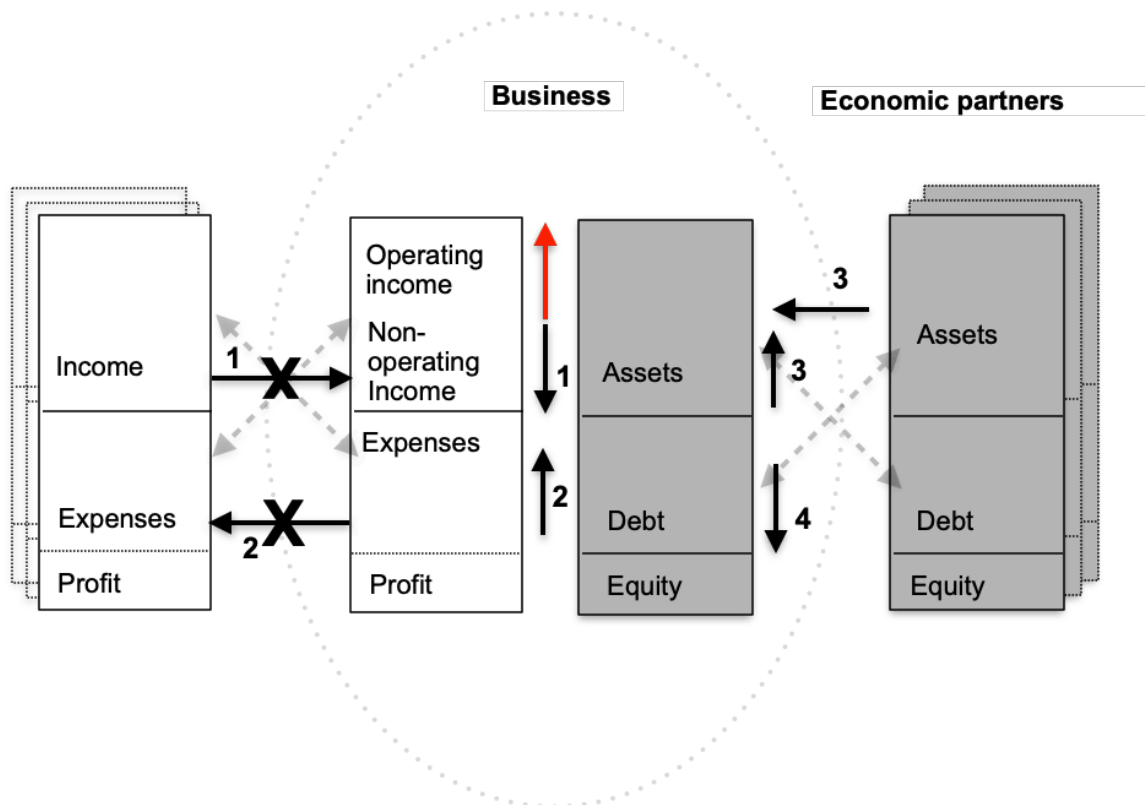 Business
Economic partners
Income
Expenses
Profit
1
X
2
X
Operating
income
Non-
operating
Income
Expenses
Profit
1
2
Assets
Debt
Equity
3
3
4
Assets
Debt
Equity